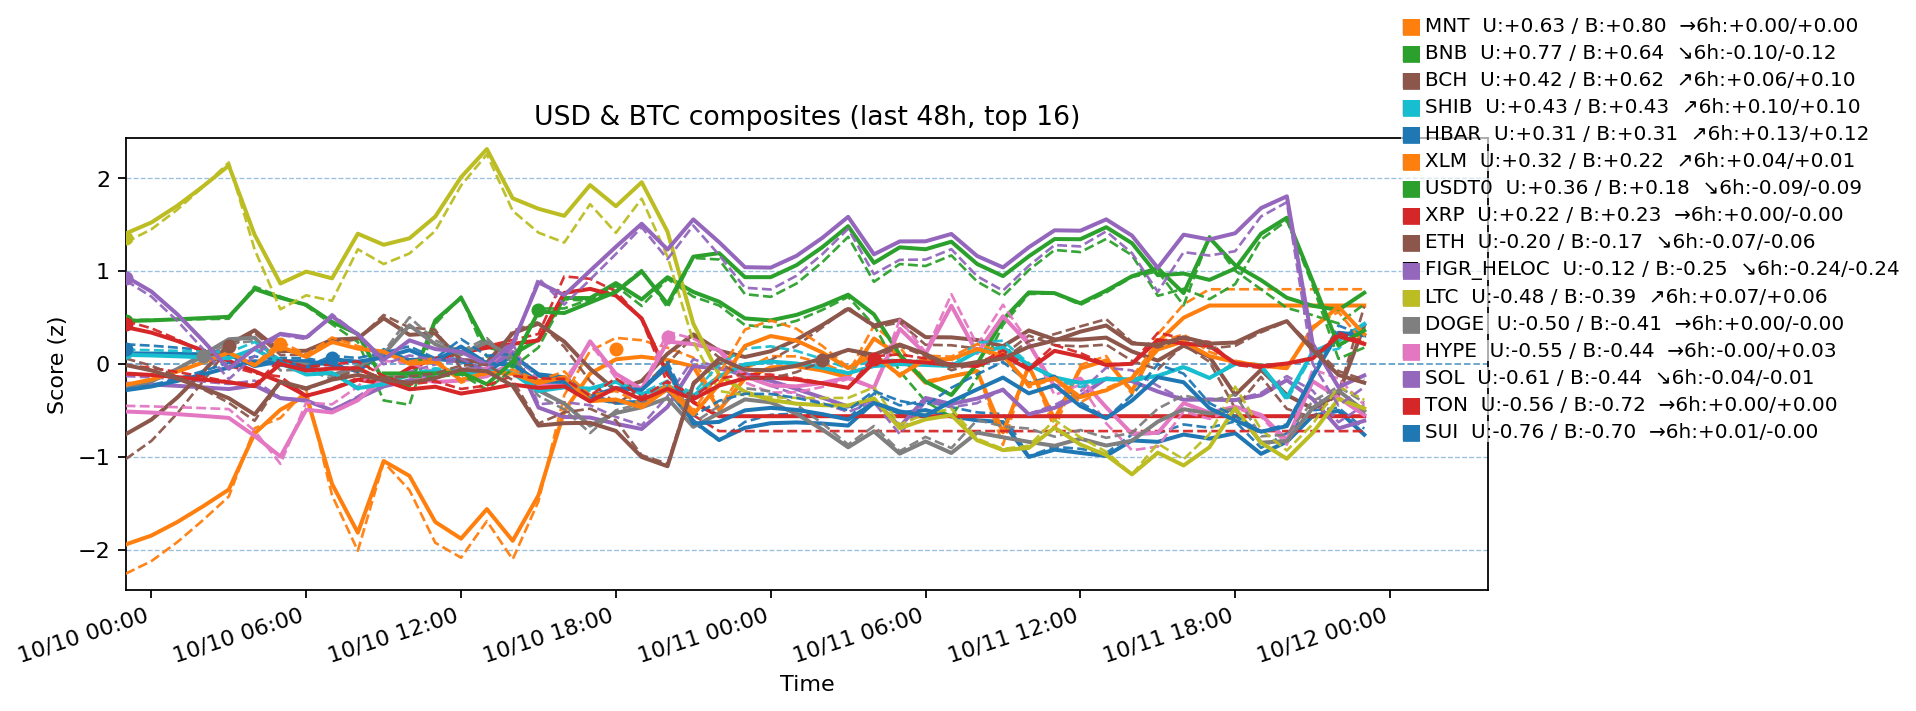 MNT U:+0.63 / B:+0.80 →6h:+0.00/+0.00
BNB U:+0.77 / B:+0.64 ↘6h:-0.10/-0.12
BCH U:+0.42 / B:+0.62 ↗6h:+0.06/+0.10
SHIB U:+0.43 / B:+0.43 ↗6h:+0.10/+0.10
HBAR U:+0.31 / B:+0.31 ↗6h:+0.13/+0.12
XLM U:+0.32 / B:+0.22 ↗6h:+0.04/+0.01
USDT0 U:+0.36 / B:+0.18 ↘6h:-0.09/-0.09
XRP U:+0.22 / B:+0.23 →6h:+0.00/-0.00
ETH U:-0.20 / B:-0.17 ↘6h:-0.07/-0.06
FIGR_HELOC U:-0.12 / B:-0.25 ↘6h:-0.24/-0.24
LTC U:-0.48 / B:-0.39 ↗6h:+0.07/+0.06
DOGE U:-0.50 / B:-0.41 →6h:+0.00/-0.00
HYPE U:-0.55 / B:-0.44 →6h:-0.00/+0.03
SOL U:-0.61 / B:-0.44 ↘6h:-0.04/-0.01
TON U:-0.56 / B:-0.72 →6h:+0.00/+0.00
SUI U:-0.76 / B:-0.70 →6h:+0.01/-0.00
USD & BTC composites (last 48h, top 16)
Score (z)
2
1
0
−1
−2
10/10 00:00
10/10 06:00
10/10 12:00
10/10 18:00
10/11 00:00
10/11 06:00
10/11 12:00
10/11 18:00
10/12 00:00
Time